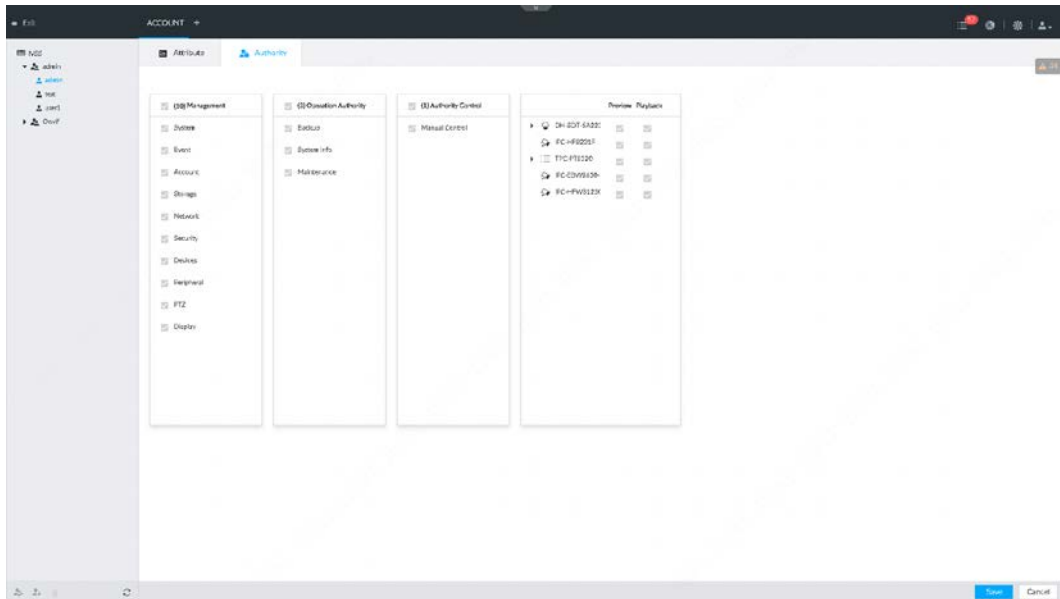 Exit
ACCOUNT +
admin
admin
test
user1
Onvif
Attribute
Authority
(10) Management
System
Event
Account
Storage
Network
Security
Devices
Peripheral
PTZ
Display
(3) Operation Authority
Backup
System Info
Maintenance
(1) Authority Control
Manual Control
Preview Playback
Save
Cancel